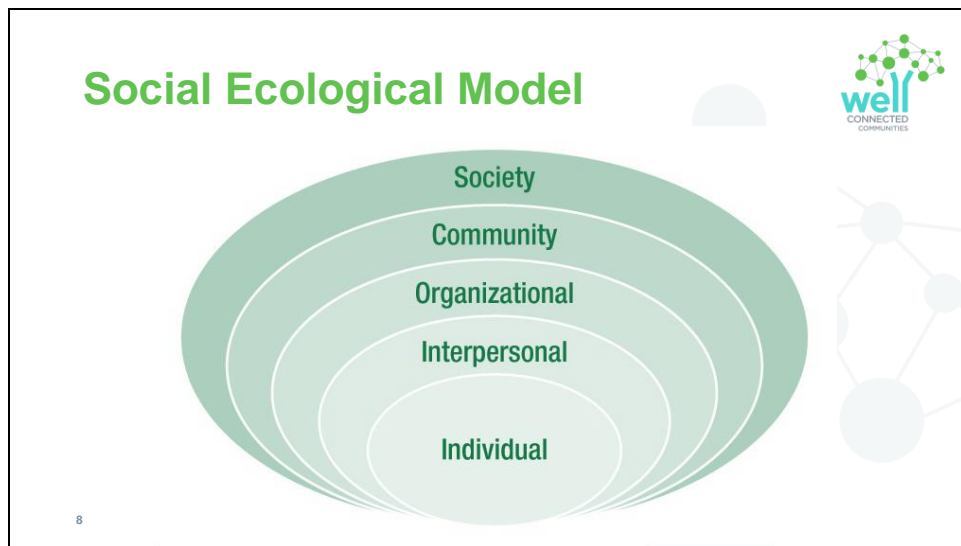 Social Ecological Model
well
CONNECTED
COMMUNITIES
Society
Community
Organizational
Interpersonal
Individual
8